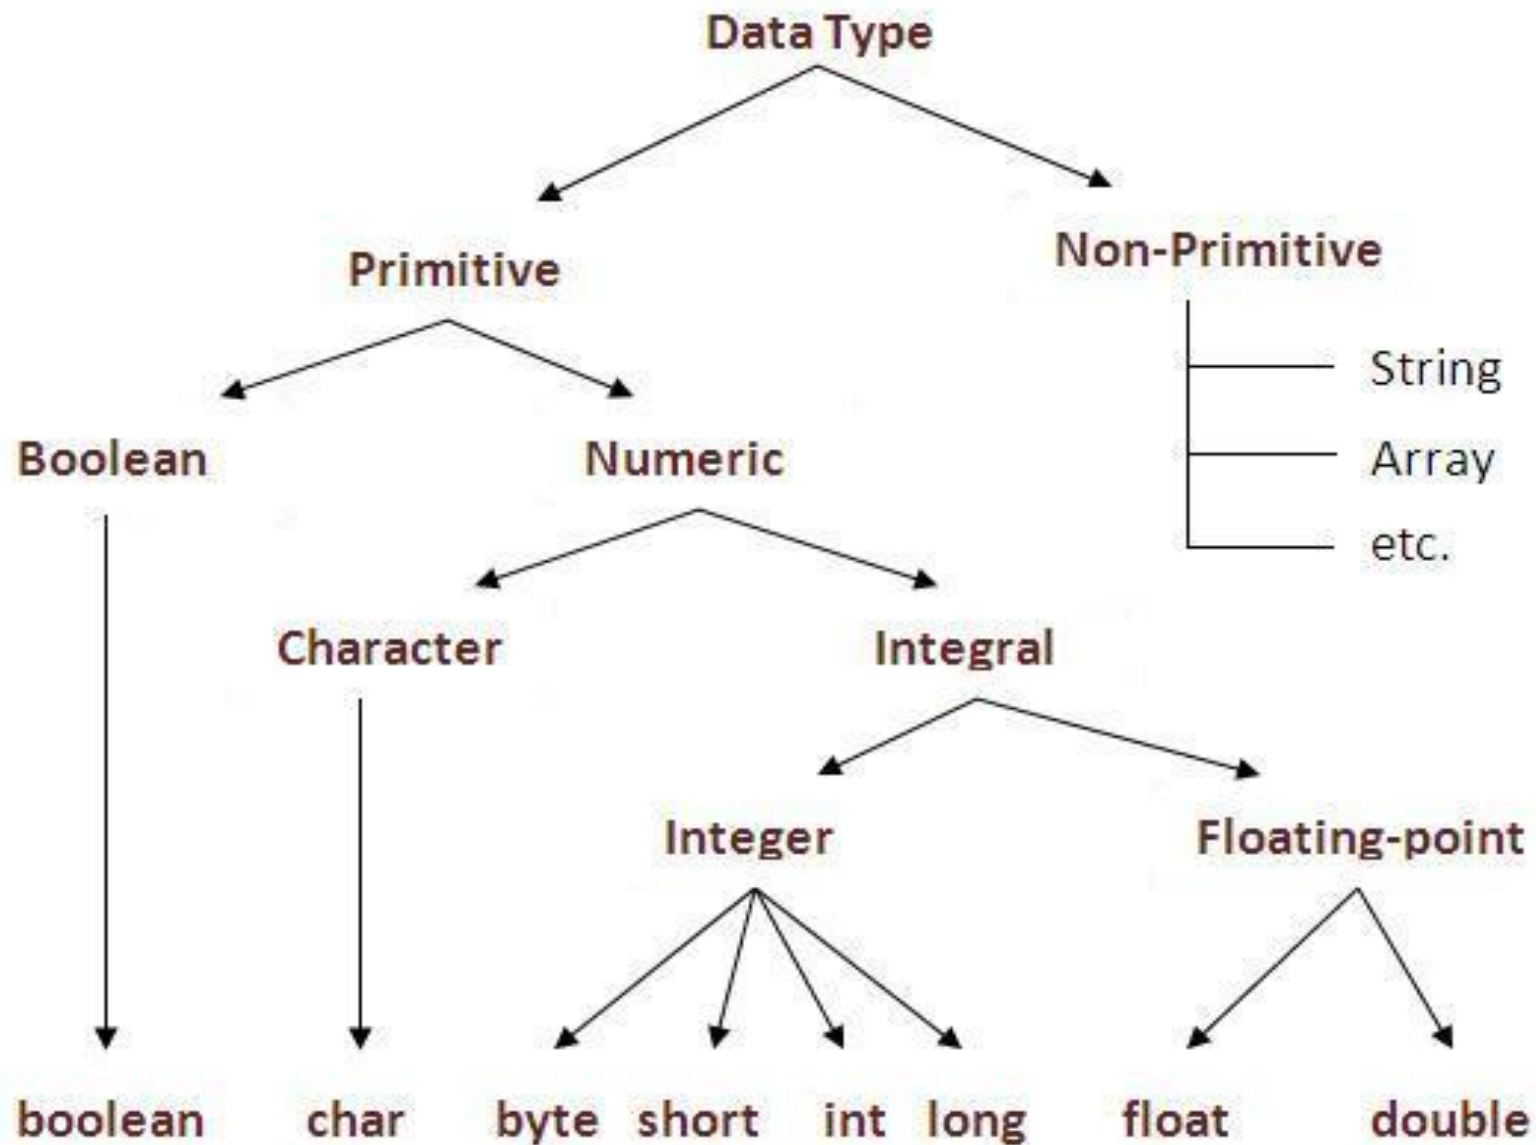 Data Type
Primitive
Non-Primitive
String
Array
etc.
Boolean
Numeric
Character
Integral
Integer
Floating-point
boolean
char
byte
short
int
long
float
double